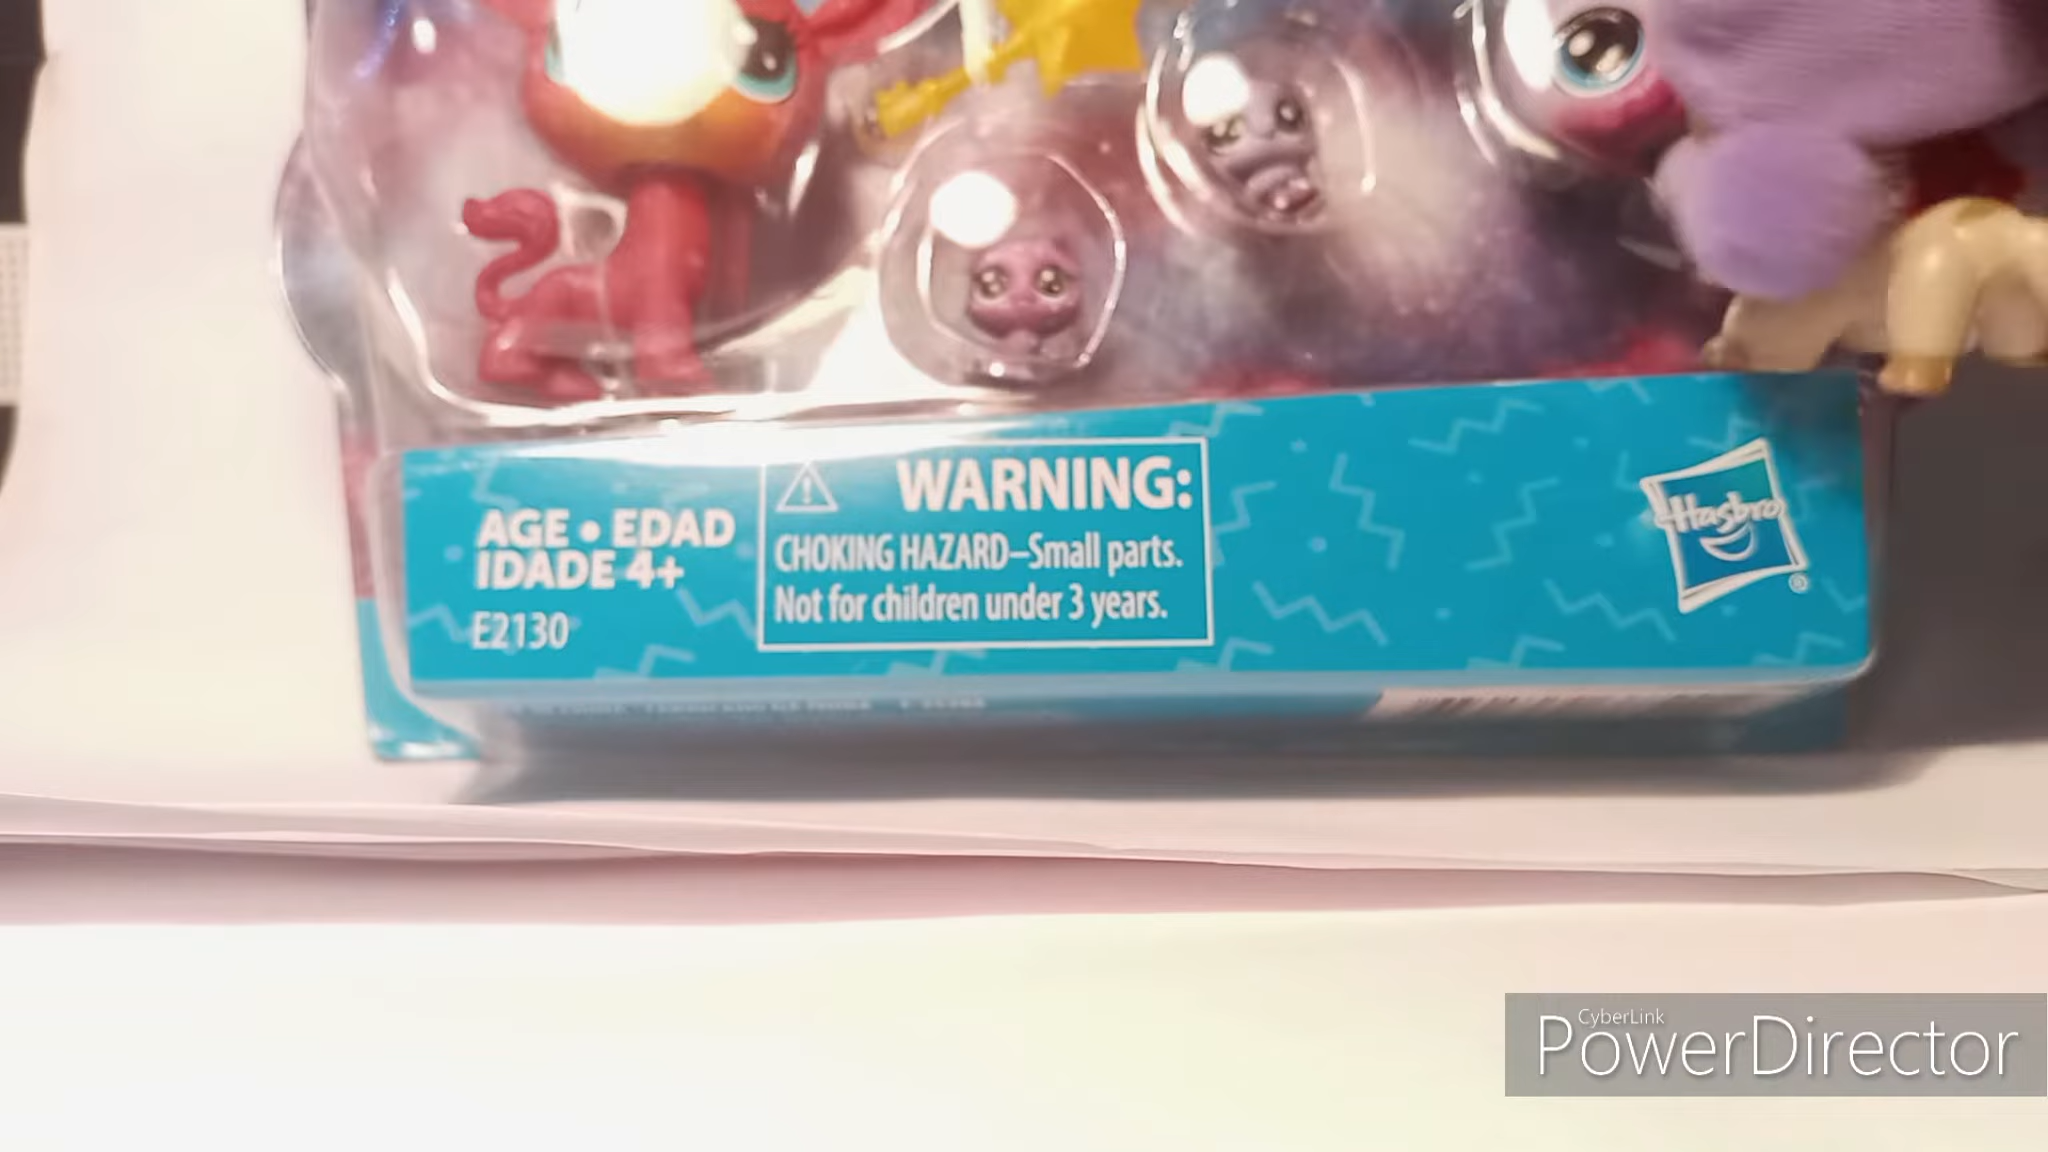 AGE • EDAD
IDADE 4+
E2130
WARNING:
CHOKING HAZARD–Small parts.
Not for children under 3 years.
Hasbro
®
CyberLink
PowerDirector